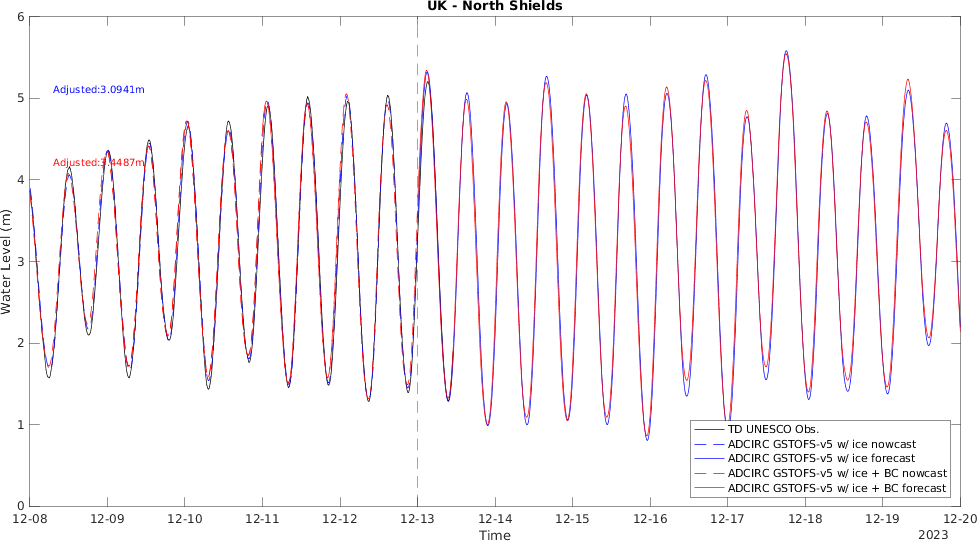 UK - North Shields
6
5
4
3
2
1
0
Water Level (m)
Adjusted:3.0941m
Adjusted:3.4487m
TD UNESCO Obs.
ADCIRC GSTOFS-v5 w/ ice nowcast
ADCIRC GSTOFS-v5 w/ ice forecast
ADCIRC GSTOFS-v5 w/ ice + BC nowcast
ADCIRC GSTOFS-v5 w/ ice + BC forecast
12-08 12-09 12-10 12-11 12-12 12-13 12-14 12-15 12-16 12-17 12-18 12-19 12-20
Time
2023